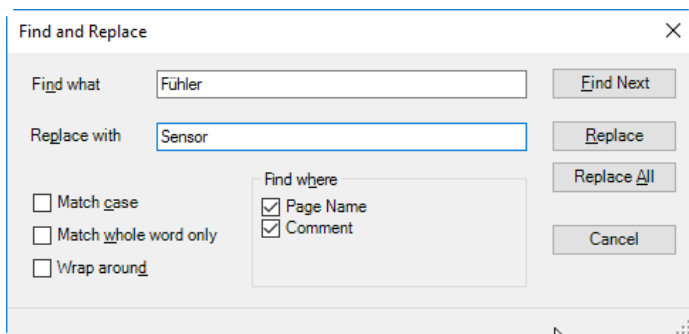 Find and Replace
Find what
Fühler
Find Next
Replace with
Sensor
Replace
Replace All
Find where
Match case
Page Name
Match whole word only
Comment
Cancel
Wrap around